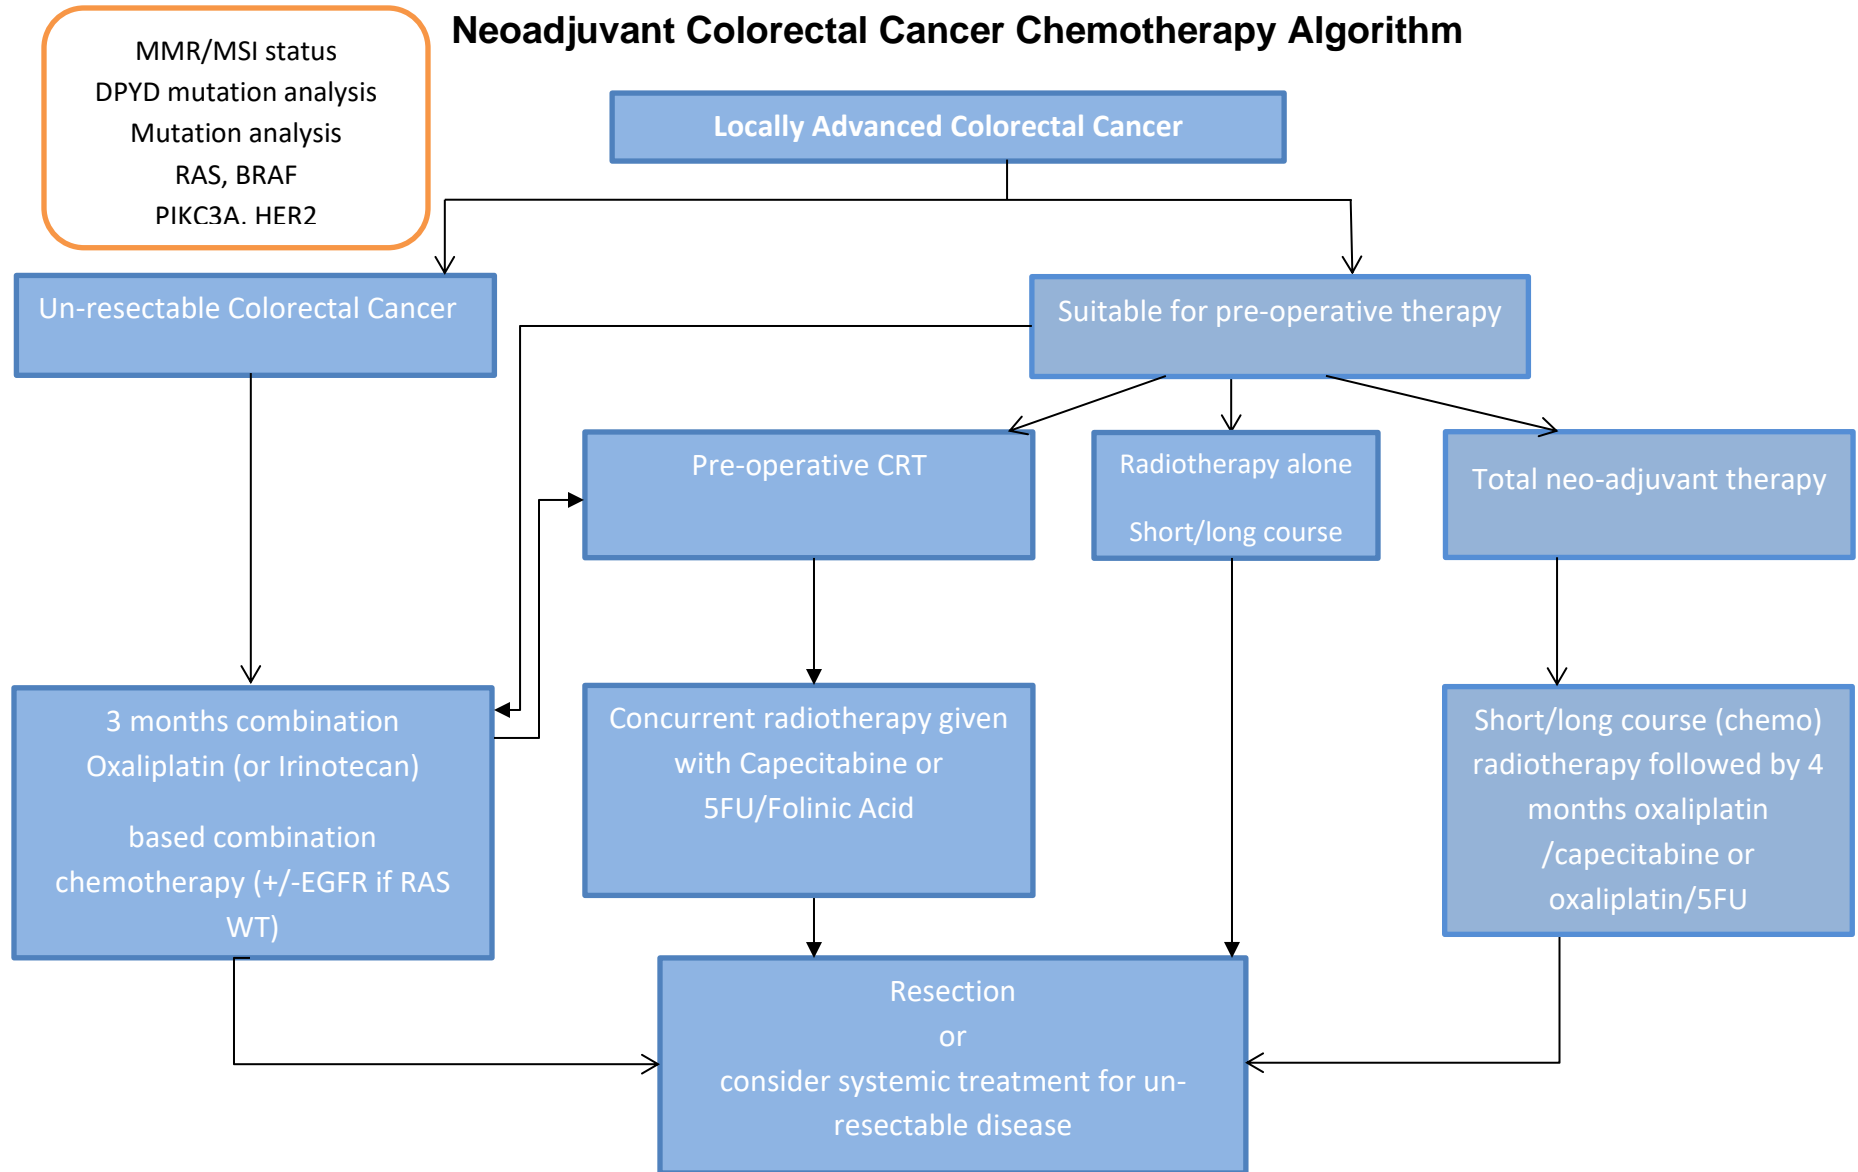 Neoadjuvant Colorectal Cancer Chemotherapy Algorithm
MMR/MSI status
DPYD mutation analysis
Mutation analysis
RAS, BRAF
PIKC3A, HER2
Locally Advanced Colorectal Cancer
Un-resectable Colorectal Cancer
Suitable for pre-operative therapy
Pre-operative CRT
Radiotherapy alone
Short/long course
Total neo-adjuvant therapy
3 months combination
Oxaliplatin (or Irinotecan)
based combination
chemotherapy (+/-EGFR if RAS
WT)
Concurrent radiotherapy given
with Capecitabine or
5FU/Folinic Acid
Short/long course (chemo)
radiotherapy followed by 4
months oxaliplatin
/capecitabine or
oxaliplatin/5FU
Resection
or
consider systemic treatment for un-
resectable disease